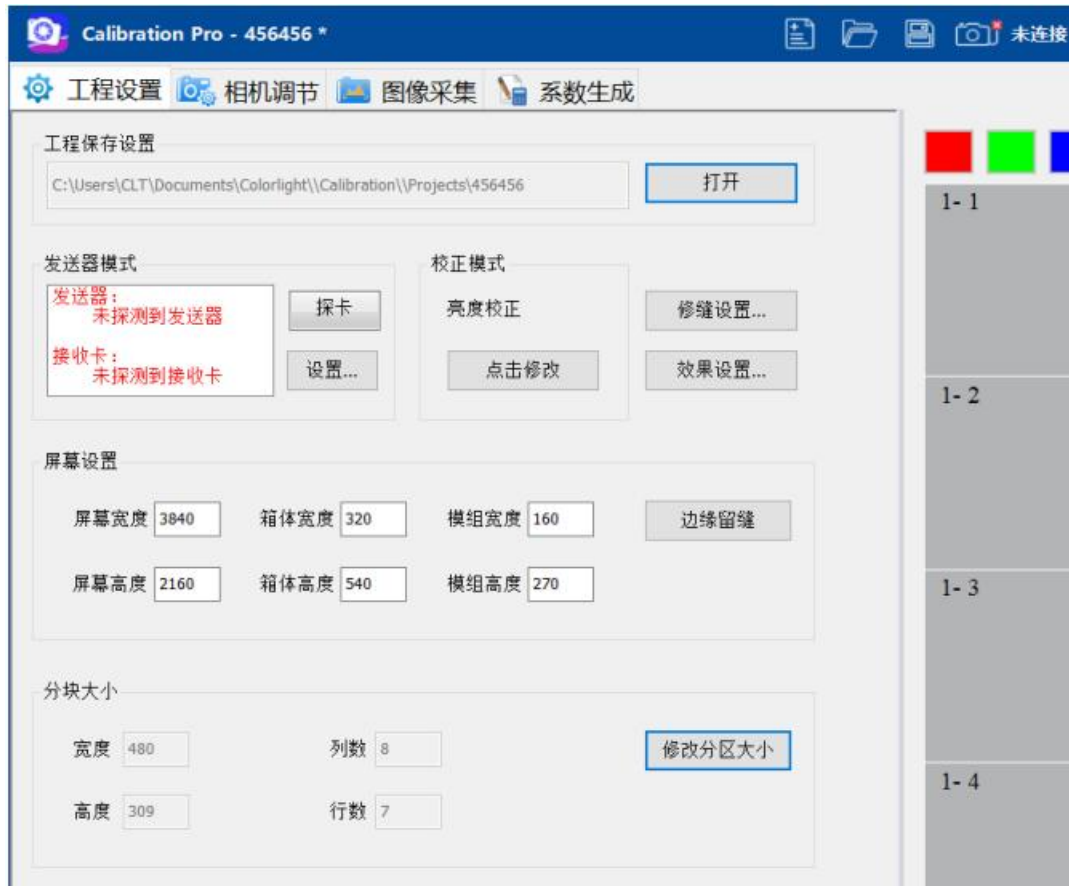 Calibration Pro - 456456 *
未连接
工程设置 相机调节 图像采集 系数生成
工程保存设置
C:\Users\CLT\Documents\Colorlight\\Calibration\\Projects\456456 打开
发送器模式 校正模式
发送器：
未探测到发送器
接收卡：
未探测到接收卡
探卡
设置...
亮度校正
点击修改
修缝设置...
效果设置...
屏幕设置
屏幕宽度 3840 箱体宽度 320 模组宽度 160 边缘留缝
屏幕高度 2160 箱体高度 540 模组高度 270
分块大小
宽度 480 列数 8 修改分区大小
高度 309 行数 7
1- 1
1- 2
1- 3
1- 4